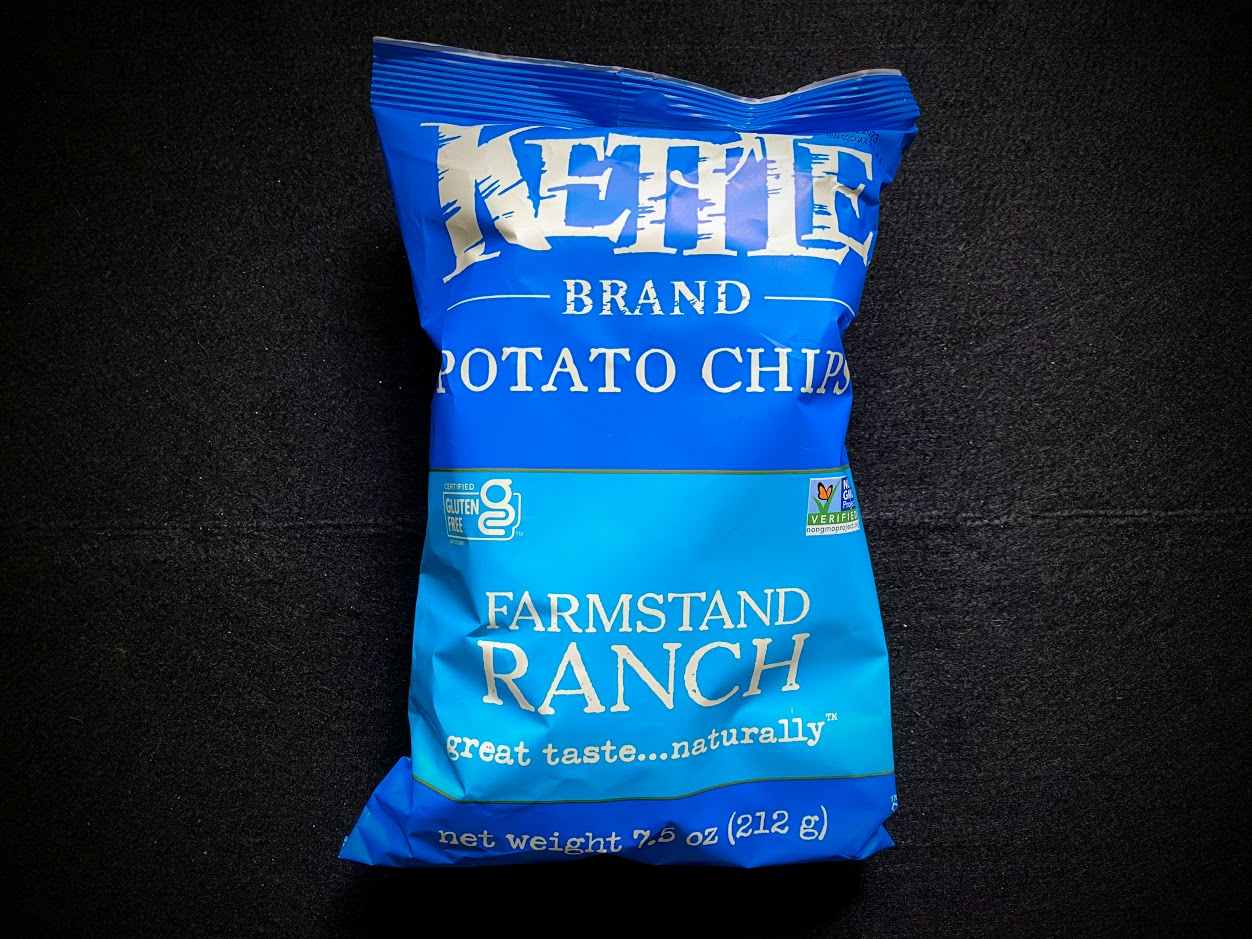 KETTLE
BRAND
POTATO CHIPS
CERTIFIED
GLUTEN
FREE
TM
VERIFIED
nongmoproject.org
FARMSTAND
RANCH
great taste...naturally™
net weight 7.5 oz (212 g)